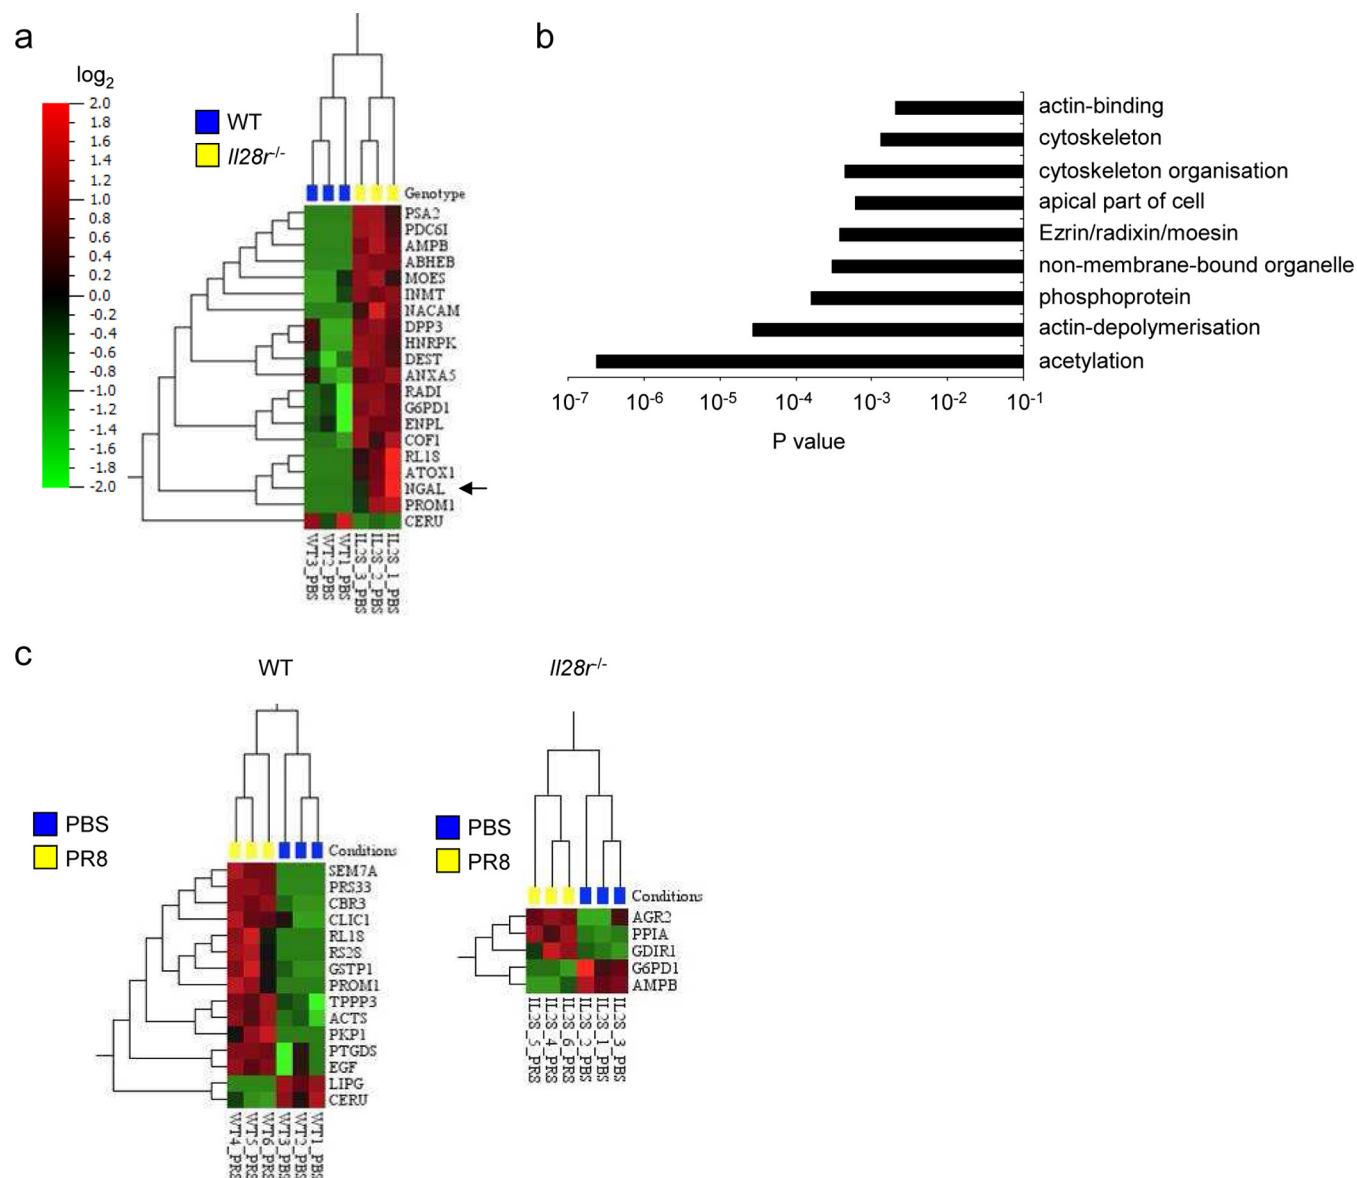 a
log2
2.0
1.8
1.6
1.4
1.2
1.0
0.8
0.6
0.4
0.2
0.0
-0.2
-0.4
-0.6
-0.8
-1.0
-1.2
-1.4
-1.6
-1.8
-2.0
WT
Il28r-/-
Genotype
PSA2
PDC6I
AMPB
ABHEB
MOES
INMT
NACAM
DPP3
HNRPK
DEST
ANXA5
RADI
G6PD1
ENPL
COF1
RL18
ATOX1
NGAL
PROM1
CERU
WT3_PBS
WT2_PBS
WT1_PBS
IL28_3_PBS
IL28_2_PBS
IL28_1_PBS
b
actin-binding
cytoskeleton
cytoskeleton organisation
apical part of cell
Ezrin/radixin/moesin
non-membrane-bound organelle
phosphoprotein
actin-depolymerisation
acetylation
10-7 10-6 10-5 10-4 10-3 10-2 10-1
P value
c
WT
PBS
PR8
Conditions
SEM7A
PRS33
CBR3
CLIC1
RL18
RS28
GSTP1
PROM1
TPPP3
ACTS
PKP1
PTGDS
EGF
LIPG
CERU
WT4_PR8
WT5_PR8
WT6_PR8
WT3_PBS
WT2_PBS
WT1_PBS
Il28r-/-
PBS
PR8
Conditions
AGR2
PPIA
GDIR1
G6PD1
AMPB
IL28_5_PR8
IL28_4_PR8
IL28_6_PR8
IL28_2_PBS
IL28_1_PBS
IL28_3_PBS